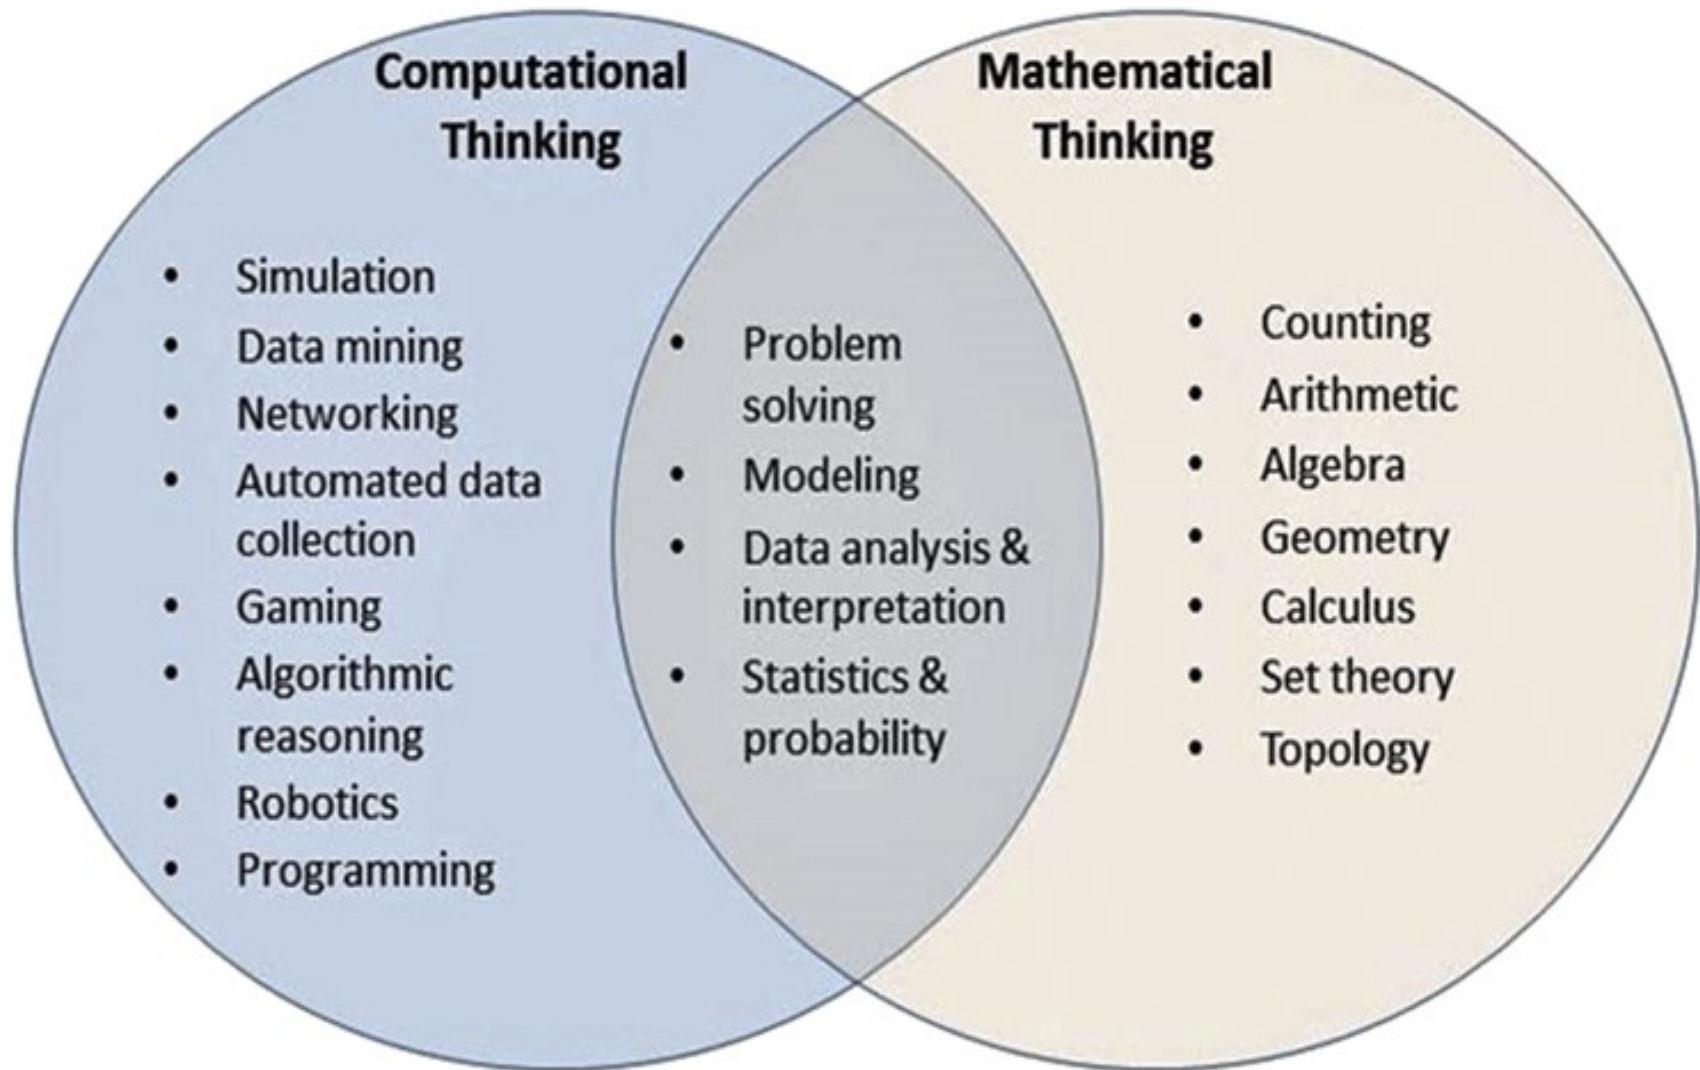 Computational
Thinking
• Simulation
• Data mining
• Networking
• Automated data
collection
• Gaming
• Algorithmic
reasoning
• Robotics
• Programming
• Problem
solving
• Modeling
• Data analysis &
interpretation
• Statistics &
probability
Mathematical
Thinking
• Counting
• Arithmetic
• Algebra
• Geometry
• Calculus
• Set theory
• Topology